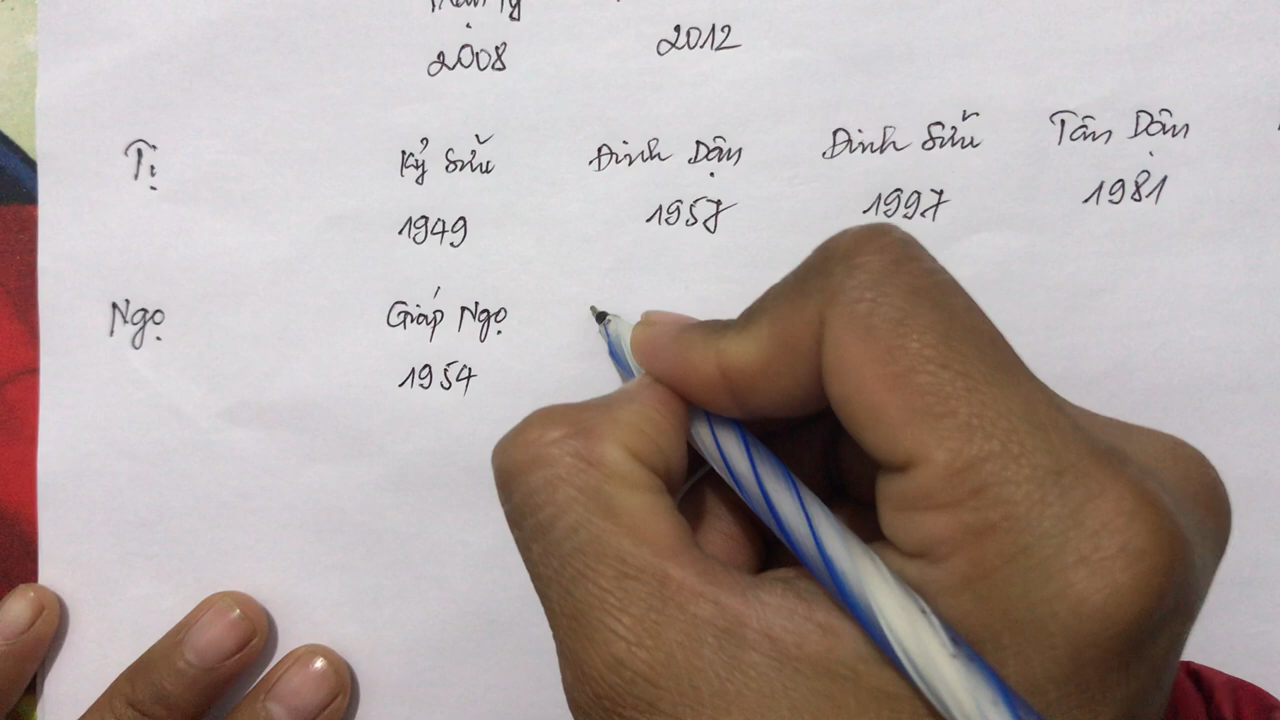 2008 2012
Tị Kỷ Sửu Đinh Dậu Đinh Sửu Tân Dậu
1949 1957 1997 1981
Ngọ Giáp Ngọ
1954